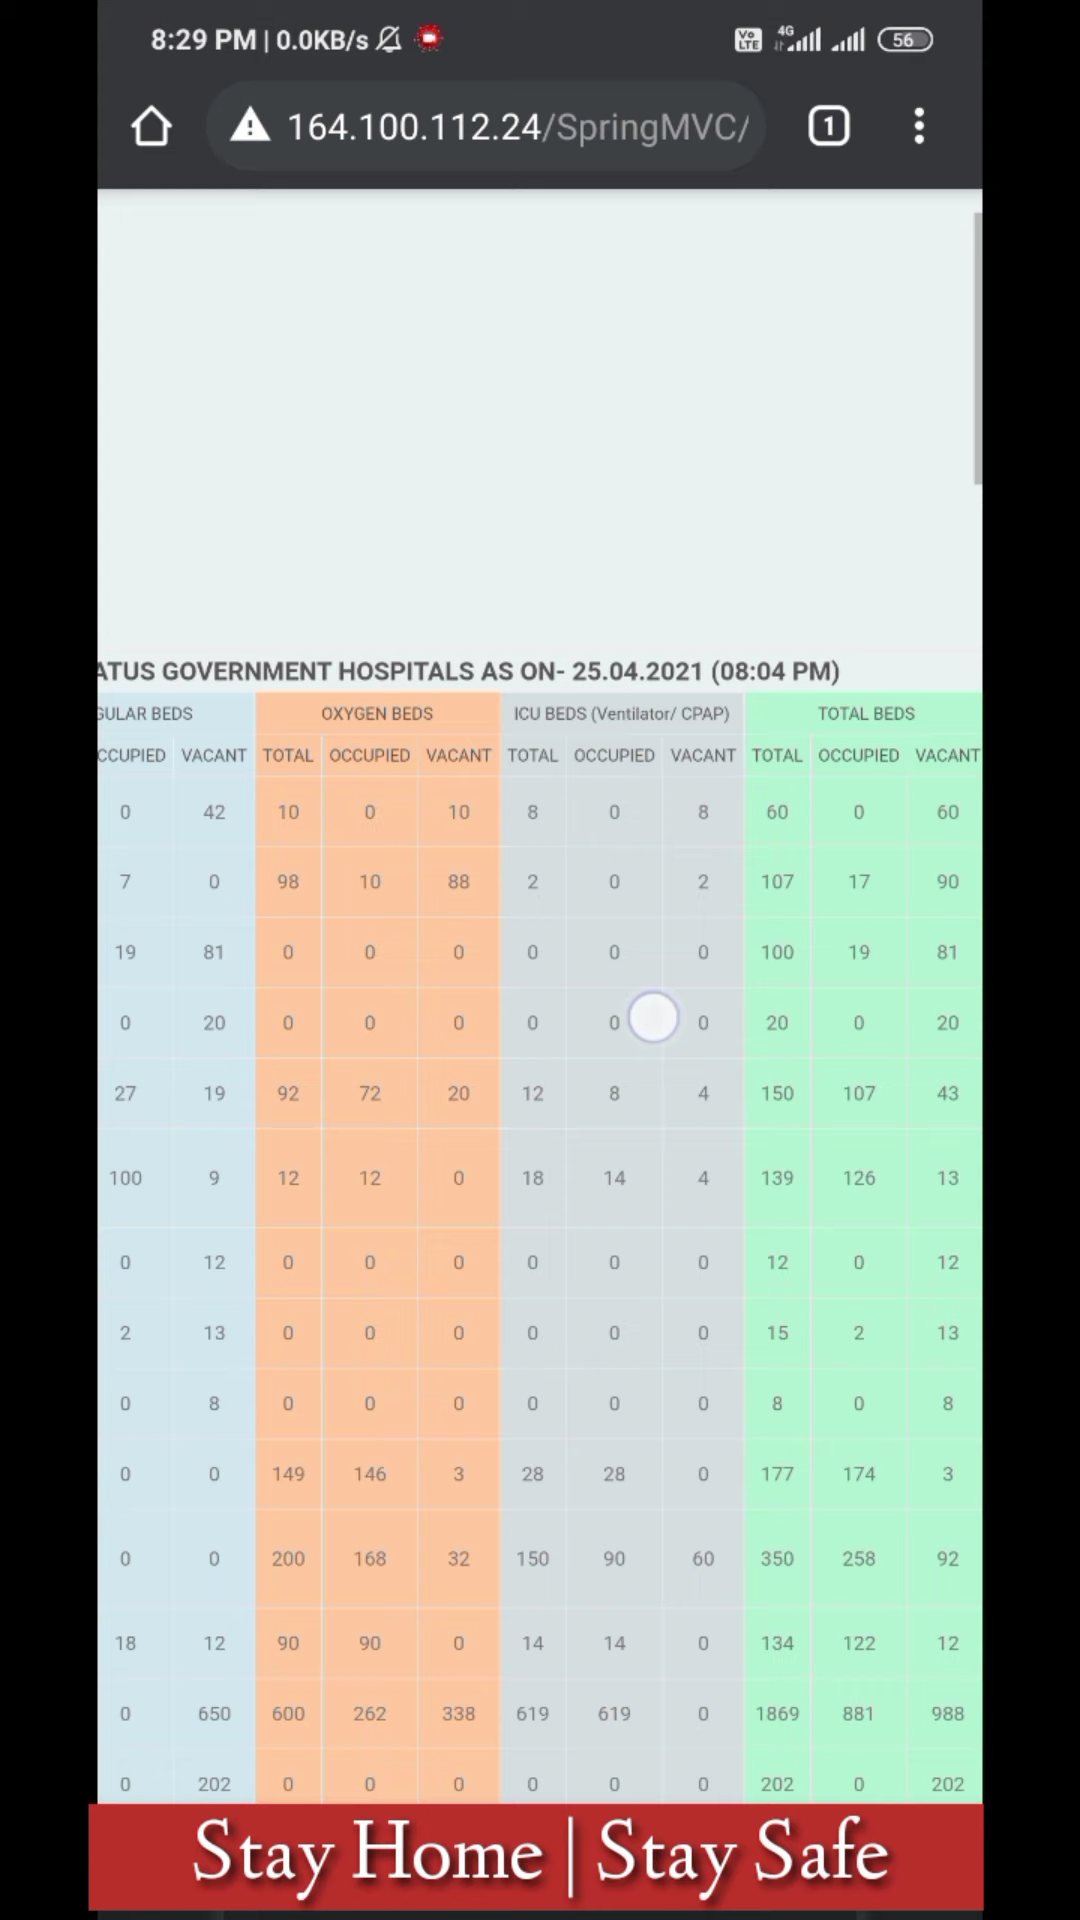 8:29 PM | 0.0KB/s Vo LTE 4G 56
164.100.112.24/SpringMVC/ 1
ATUS GOVERNMENT HOSPITALS AS ON- 25.04.2021 (08:04 PM)
GULAR BEDS OXYGEN BEDS ICU BEDS (Ventilator/ CPAP) TOTAL BEDS
CCUPIED VACANT TOTAL OCCUPIED VACANT TOTAL OCCUPIED VACANT TOTAL OCCUPIED VACANT
0 42 10 0 10 8 0 8 60 0 60
7 0 98 10 88 2 0 2 107 17 90
19 81 0 0 0 0 0 0 100 19 81
0 20 0 0 0 0 0 0 20 0 20
27 19 92 72 20 12 8 4 150 107 43
100 9 12 12 0 18 14 4 139 126 13
0 12 0 0 0 0 0 0 12 0 12
2 13 0 0 0 0 0 0 15 2 13
0 8 0 0 0 0 0 0 8 0 8
0 0 149 146 3 28 28 0 177 174 3
0 0 200 168 32 150 90 60 350 258 92
18 12 90 90 0 14 14 0 134 122 12
0 650 600 262 338 619 619 0 1869 881 988
0 202 0 0 0 0 0 0 202 0 202
Stay Home | Stay Safe